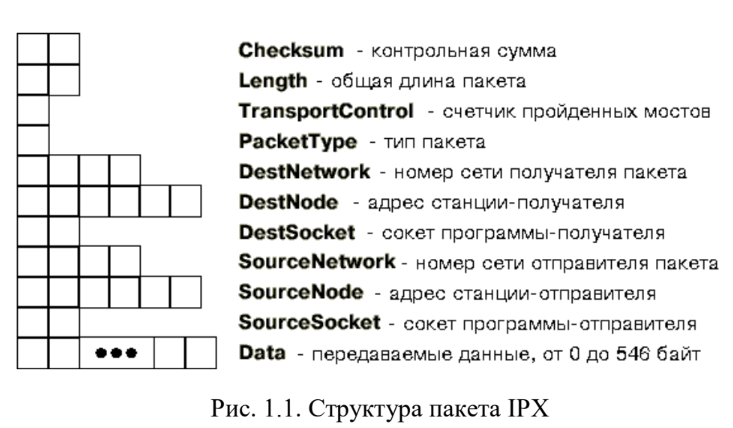 Checksum - контрольная сумма
Length - общая длина пакета
TransportControl - счетчик пройденных мостов
PacketType - тип пакета
DestNetwork - номер сети получателя пакета
DestNode - адрес станции-получателя
DestSocket - сокет программы-получателя
SourceNetwork - номер сети отправителя пакета
SourceNode - адрес станции-отправителя
SourceSocket - сокет программы-отправителя
Data - передаваемые данные, от 0 до 546 байт
Рис. 1.1. Структура пакета IPX